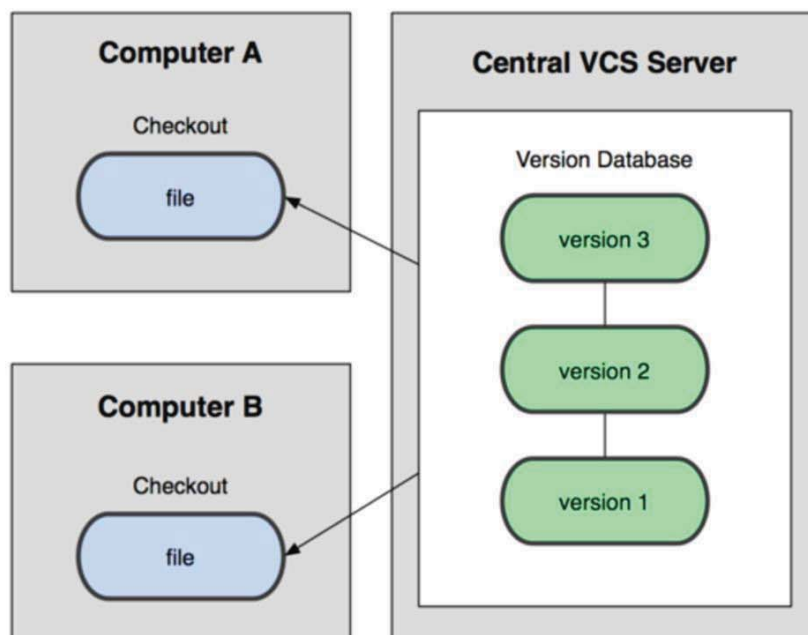 Computer A
Checkout
file
Computer B
Checkout
file
Central VCS Server
Version Database
version 3
version 2
version 1